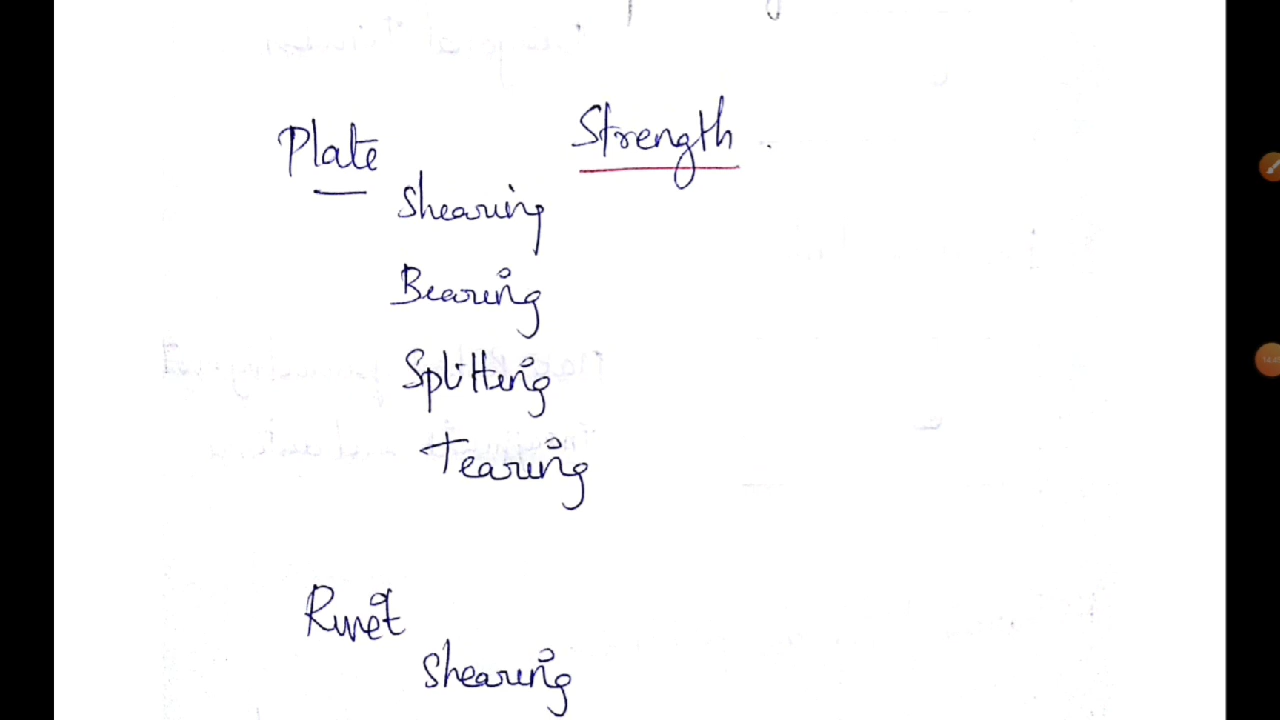 Plate Strength
Shearing
Bearing
Splitting
Tearing
Rivet
Shearing